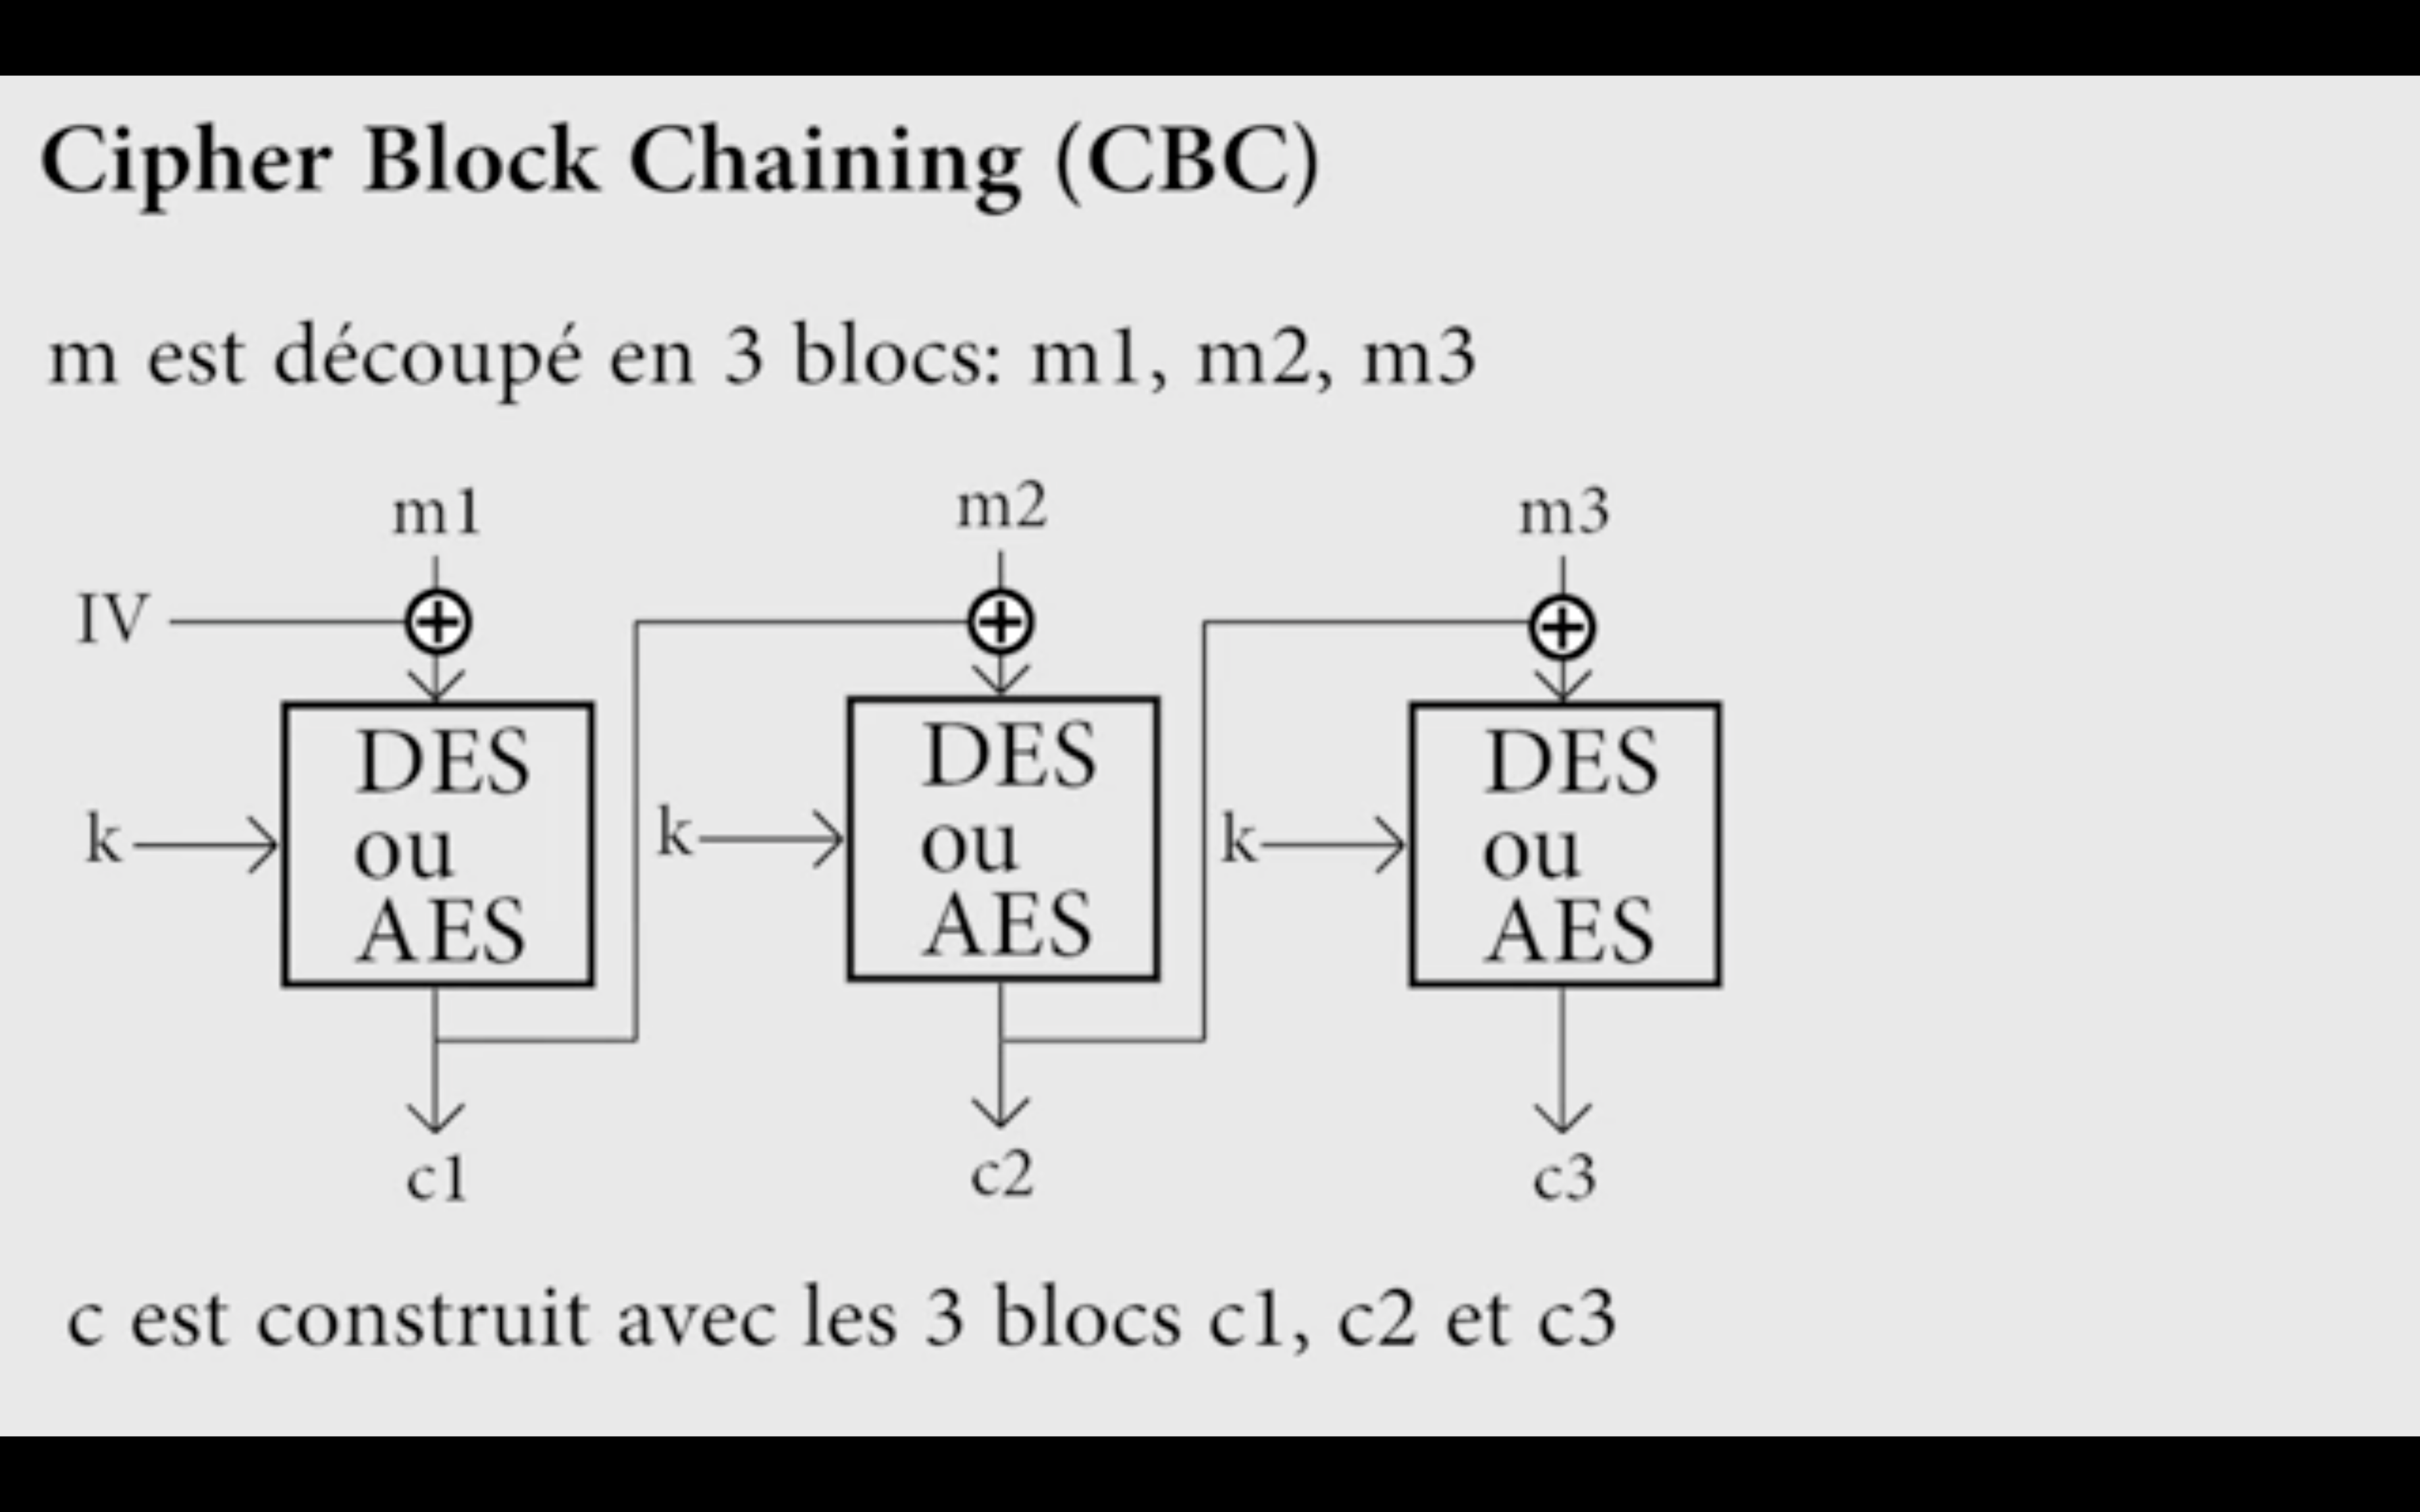 Cipher Block Chaining (CBC)
m est découpé en 3 blocs: m1, m2, m3
m1 m2 m3
IV
DES DES DES
k ou k ou k ou
AES AES AES
c1 c2 c3
c est construit avec les 3 blocs c1, c2 et c3